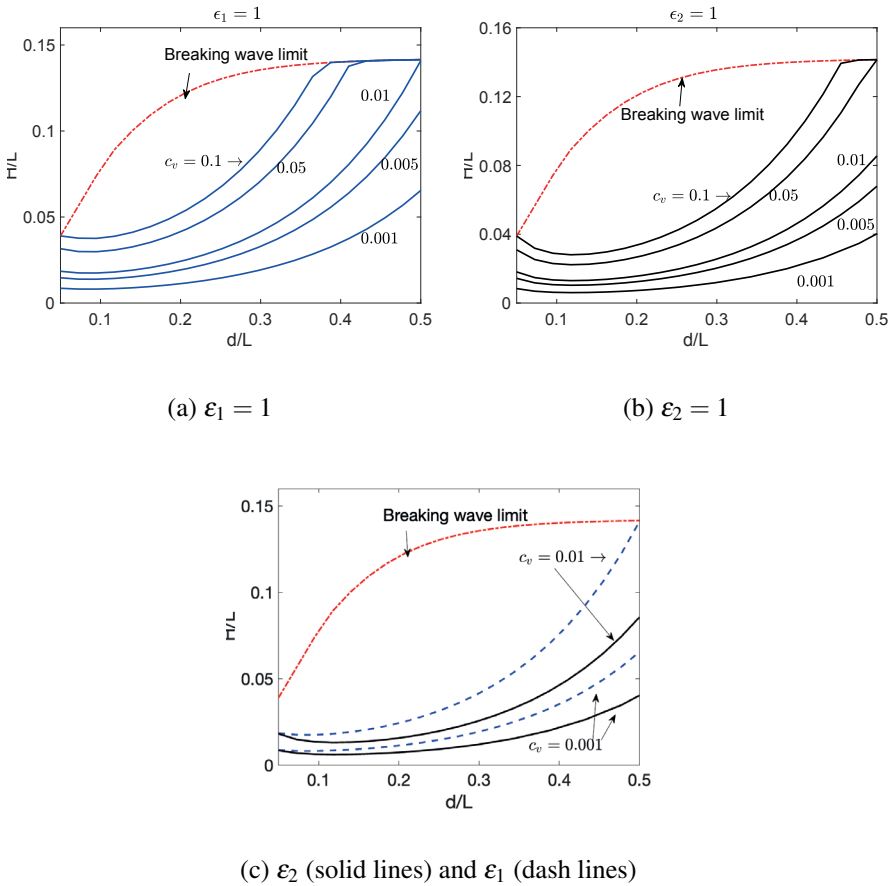 ϵ₁ = 1
0.15
0.1
0.05
0
H/L
Breaking wave limit
0.01
c_v = 0.1 →
0.05
0.005
0.001
0.1 0.2 0.3 0.4 0.5
d/L
(a) ε₁ = 1
ϵ₂ = 1
0.16
0.12
0.08
0.04
0
Breaking wave limit
0.01
c_v = 0.1 →
0.05
0.005
0.001
0.1 0.2 0.3 0.4 0.5
d/L
(b) ε₂ = 1
0.15
0.1
0.05
0
H/L
Breaking wave limit
c_v = 0.01 →
c_v = 0.001
0.1 0.2 0.3 0.4 0.5
d/L
(c) ε₂ (solid lines) and ε₁ (dash lines)